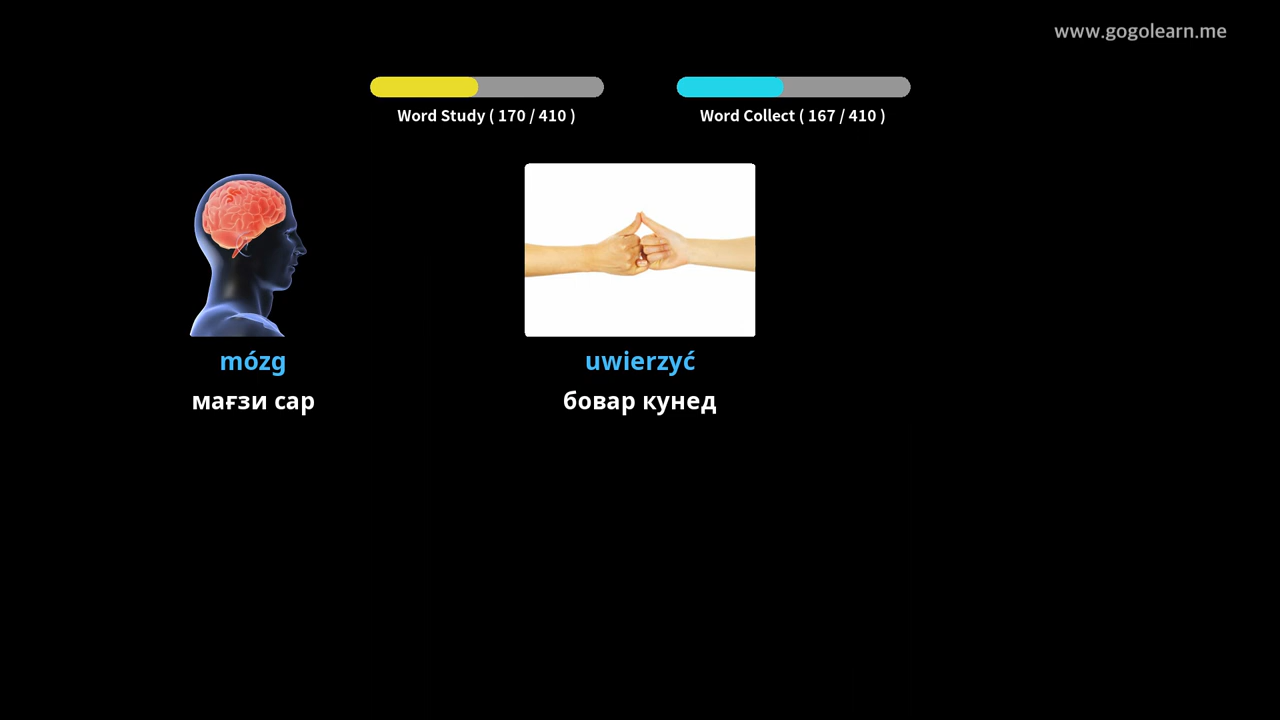 www.gogolearn.me
Word Study ( 170 / 410 )
Word Collect ( 167 / 410 )
mózg
мағзи сар
uwierzyć
бовар кунед